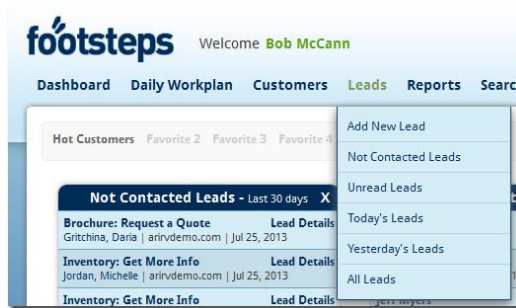 footsteps
Welcome Bob McCann
Dashboard Daily Workplan Customers Leads Reports Searc
Hot Customers Favorite 2 Favorite 3 Favorite 4
Add New Lead
Not Contacted Leads
Unread Leads
Today's Leads
Yesterday's Leads
All Leads
Not Contacted Leads - Last 30 days X
Brochure: Request a Quote Lead Details
Gritchina, Daria | arirvdemo.com | Jul 25, 2013
Inventory: Get More Info Lead Details
Jordan, Michelle | arirvdemo.com | Jul 25, 2013
Inventory: Get More Info Lead Details
Jeff Myers